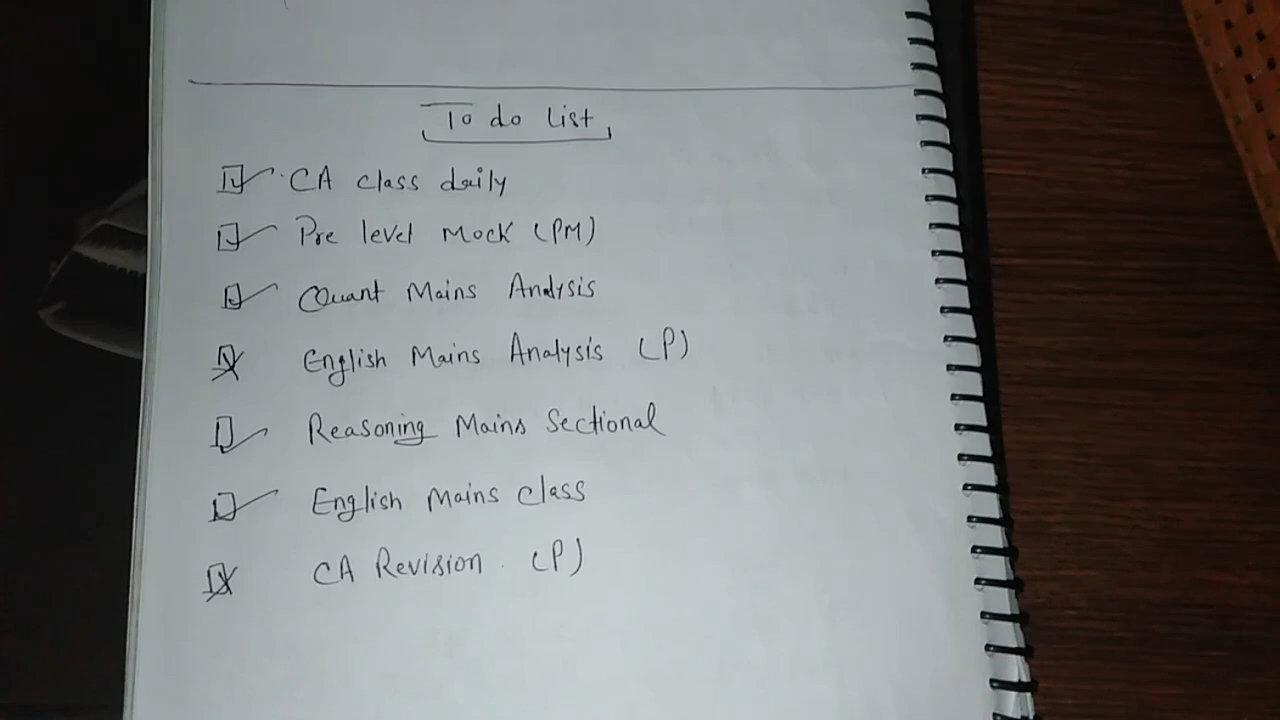 To do list
☑ CA class daily
☑ Pre level Mock (PM)
☑ Quant Mains Analysis
☒ English Mains Analysis (P)
☑ Reasoning Mains Sectional
☑ English Mains class
☒ CA Revision (P)